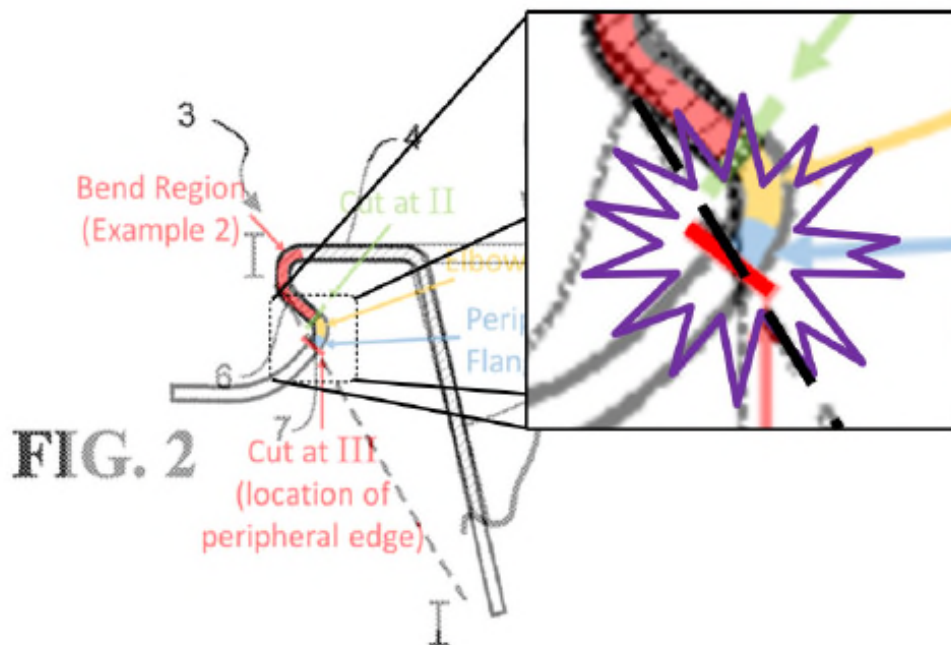 3
4
Bend Region
(Example 2)
Cut at II
I
Elbow
Perip
Flan
6
7
FIG. 2
Cut at III
(location of
peripheral edge)
I